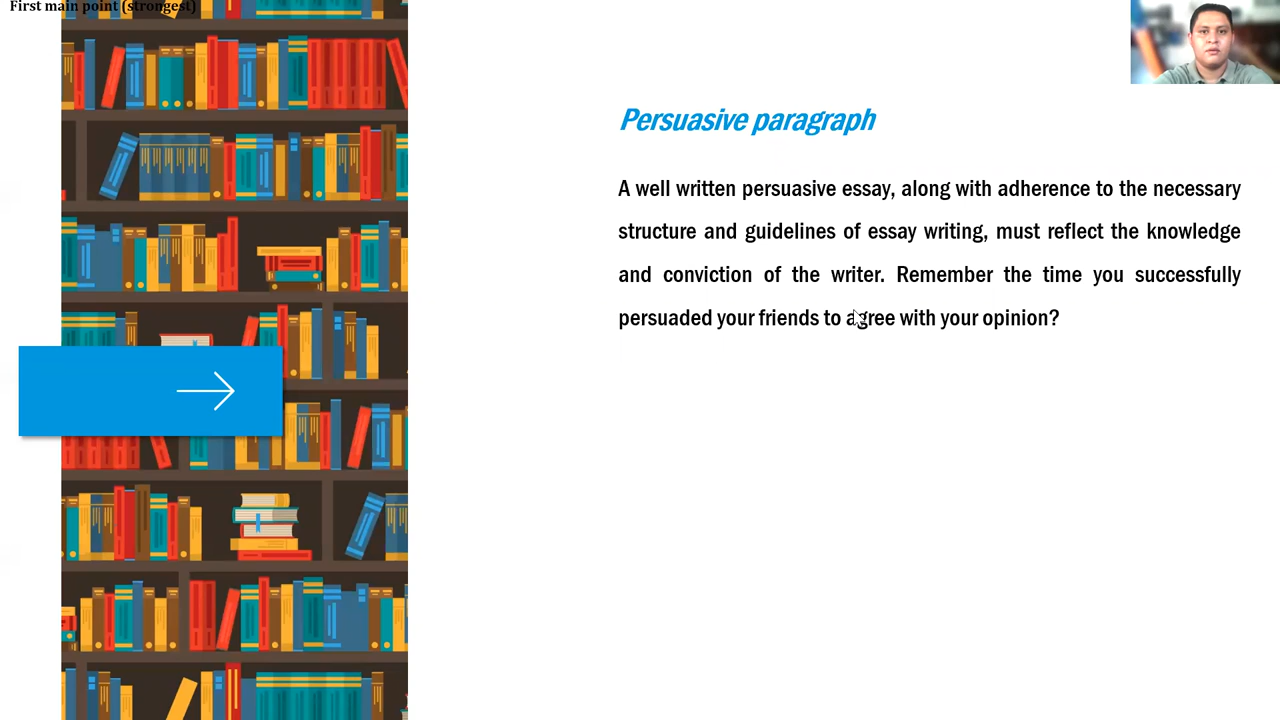 First main point (strongest)
Persuasive paragraph
A well written persuasive essay, along with adherence to the necessary
structure and guidelines of essay writing, must reflect the knowledge
and conviction of the writer. Remember the time you successfully
persuaded your friends to agree with your opinion?